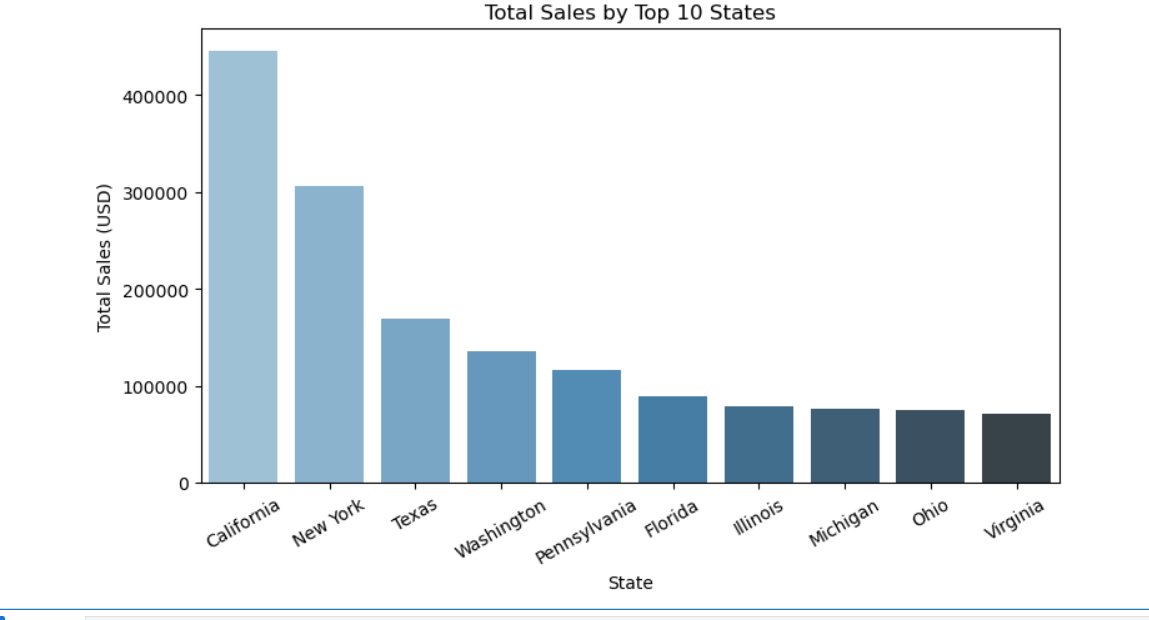 Total Sales by Top 10 States
Total Sales (USD)
400000
300000
200000
100000
0
California
New York
Texas
Washington
Pennsylvania
Florida
Illinois
Michigan
Ohio
Virginia
State